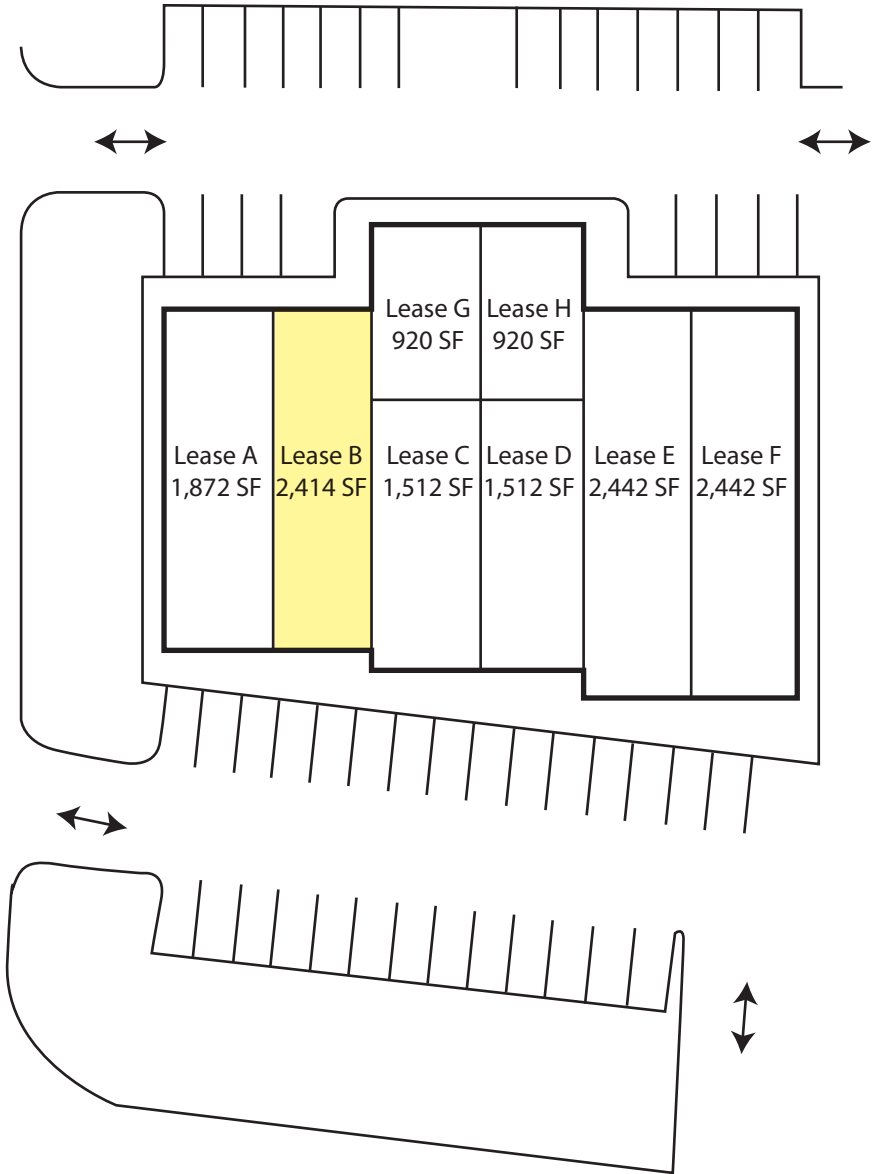 Lease G
920 SF
Lease H
920 SF
Lease A
1,872 SF
Lease B
2,414 SF
Lease C
1,512 SF
Lease D
1,512 SF
Lease E
2,442 SF
Lease F
2,442 SF